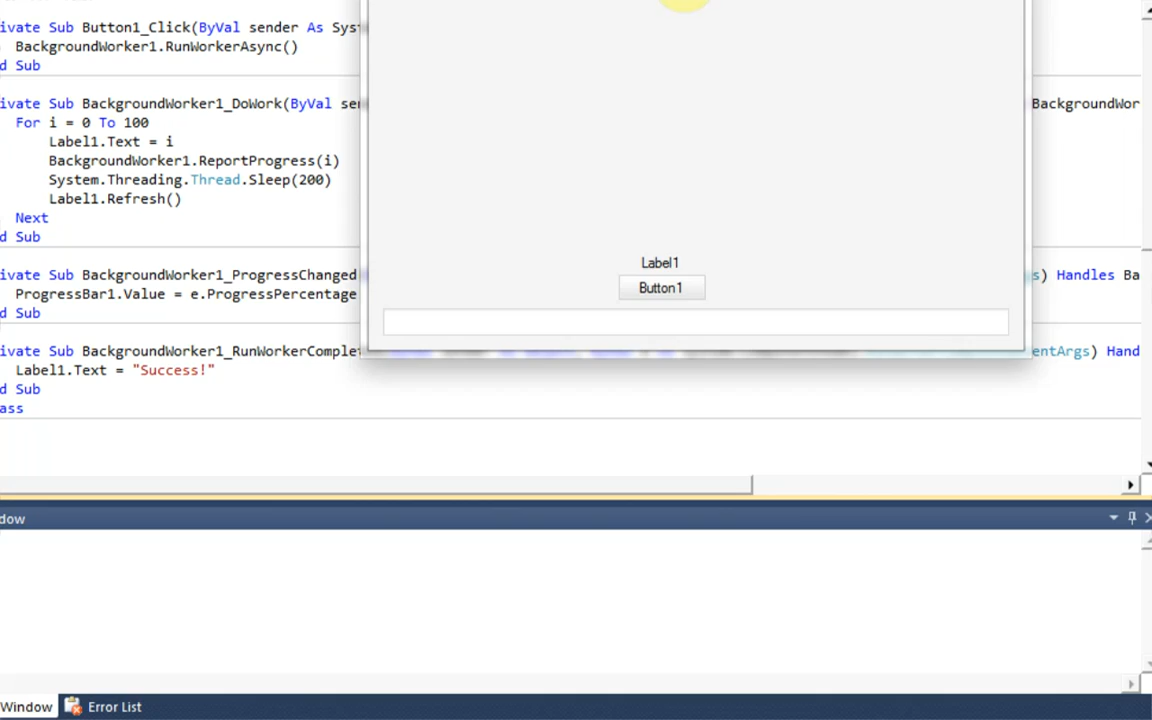 ivate Sub Button1_Click(ByVal sender As Syst
BackgroundWorker1.RunWorkerAsync()
d Sub
ivate Sub BackgroundWorker1_DoWork(ByVal sen
BackgroundWor
For i = 0 To 100
Label1.Text = i
BackgroundWorker1.ReportProgress(i)
System.Threading.Thread.Sleep(200)
Label1.Refresh()
Next
d Sub
Label1
ivate Sub BackgroundWorker1_ProgressChanged
s) Handles Ba
Button1
ProgressBar1.Value = e.ProgressPercentage
d Sub
ivate Sub BackgroundWorker1_RunWorkerComplet
entArgs) Hand
Label1.Text = "Success!"
d Sub
ass
dow
Window
Error List